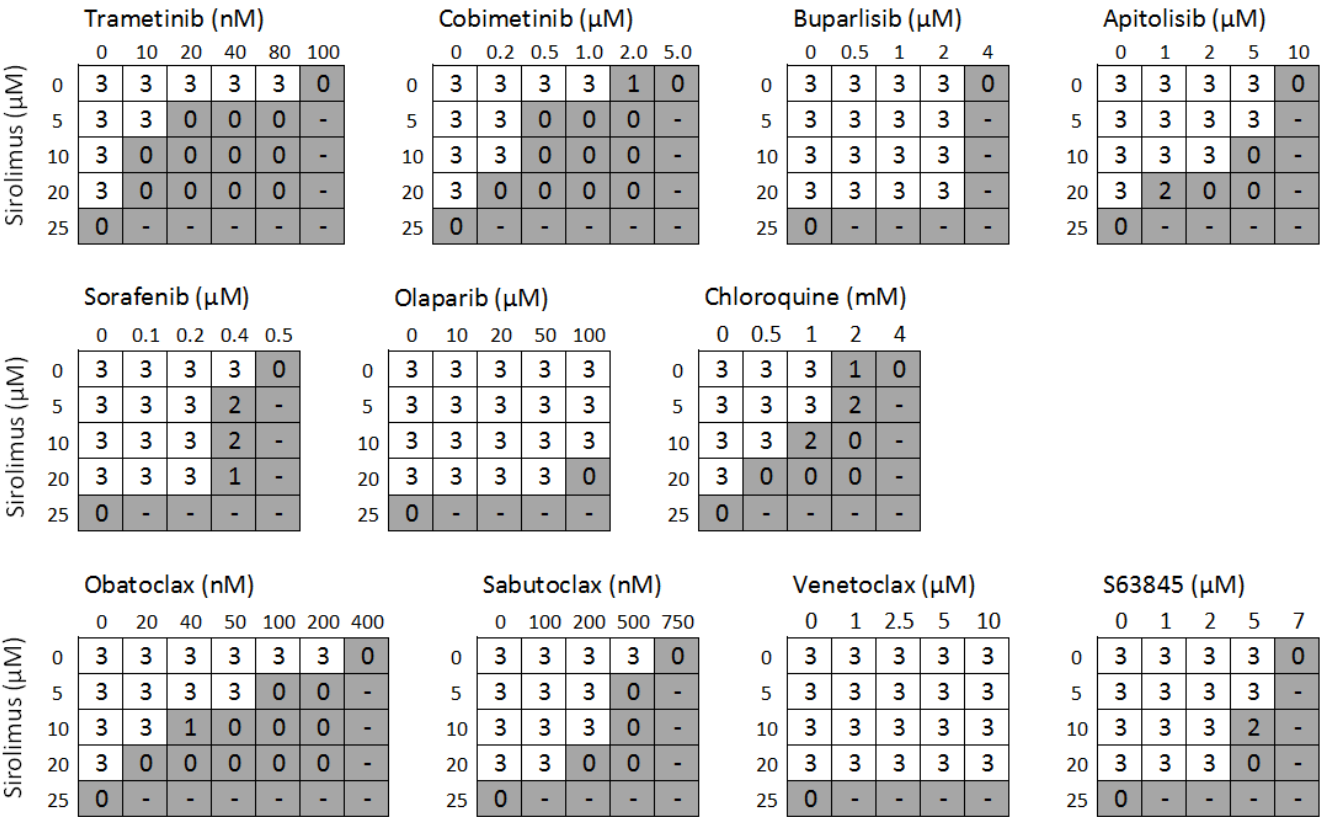 Trametinib (nM) Cobimetinib (µM) Buparlisib (µM) Apitolisib (µM)
0 10 20 40 80 100 0 0.2 0.5 1.0 2.0 5.0 0 0.5 1 2 4 0 1 2 5 10
Sirolimus (µM)
0 3 3 3 3 3 0 0 3 3 3 3 1 0 0 3 3 3 3 0 0 3 3 3 3 0
5 3 3 0 0 0 - 5 3 3 0 0 0 - 5 3 3 3 3 - 5 3 3 3 3 -
10 3 0 0 0 0 - 10 3 3 0 0 0 - 10 3 3 3 3 - 10 3 3 3 0 -
20 3 0 0 0 0 - 20 3 0 0 0 0 - 20 3 3 3 3 - 20 3 2 0 0 -
25 0 - - - - - 25 0 - - - - - 25 0 - - - - 25 0 - - - -
Sorafenib (µM) Olaparib (µM) Chloroquine (mM)
0 0.1 0.2 0.4 0.5 0 10 20 50 100 0 0.5 1 2 4
Sirolimus (µM)
0 3 3 3 3 0 0 3 3 3 3 3 0 3 3 3 1 0
5 3 3 3 2 - 5 3 3 3 3 3 5 3 3 3 2 -
10 3 3 3 2 - 10 3 3 3 3 3 10 3 3 2 0 -
20 3 3 3 1 - 20 3 3 3 3 0 20 3 0 0 0 -
25 0 - - - - 25 0 - - - - 25 0 - - - -
Obatoclax (nM) Sabutoclax (nM) Venetoclax (µM) S63845 (µM)
0 20 40 50 100 200 400 0 100 200 500 750 0 1 2.5 5 10 0 1 2 5 7
Sirolimus (µM)
0 3 3 3 3 3 3 0 0 3 3 3 3 0 0 3 3 3 3 3 0 3 3 3 3 0
5 3 3 3 3 0 0 - 5 3 3 3 0 - 5 3 3 3 3 3 5 3 3 3 3 -
10 3 3 1 0 0 0 - 10 3 3 3 0 - 10 3 3 3 3 3 10 3 3 3 2 -
20 3 0 0 0 0 0 - 20 3 3 0 0 - 20 3 3 3 3 3 20 3 3 3 0 -
25 0 - - - - - - 25 0 - - - - 25 0 - - - - 25 0 - - - -